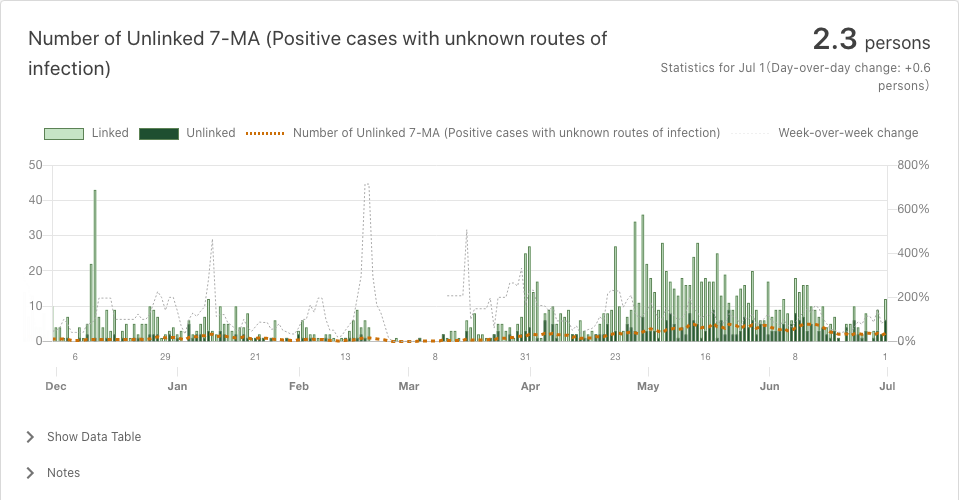 Number of Unlinked 7-MA (Positive cases with unknown routes of
infection)
2.3 persons
Statistics for Jul 1(Day-over-day change: +0.6
persons)
Linked Unlinked Number of Unlinked 7-MA (Positive cases with unknown routes of infection) Week-over-week change
50 800%
40 600%
30 400%
20 200%
10 0%
0
6 29 21 13 8 31 23 16 8 1
Dec Jan Feb Mar Apr May Jun Jul
Show Data Table
Notes